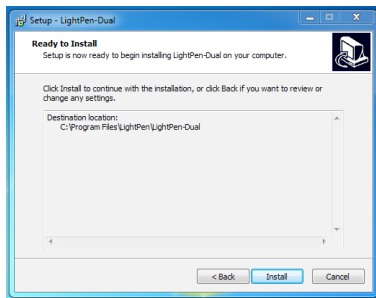 Setup - LightPen-Dual
Ready to Install
Setup is now ready to begin installing LightPen-Dual on your computer.
Click Install to continue with the installation, or click Back if you want to review or
change any settings.
Destination location:
C:\Program Files\LightPen\LightPen-Dual
< Back
Install
Cancel